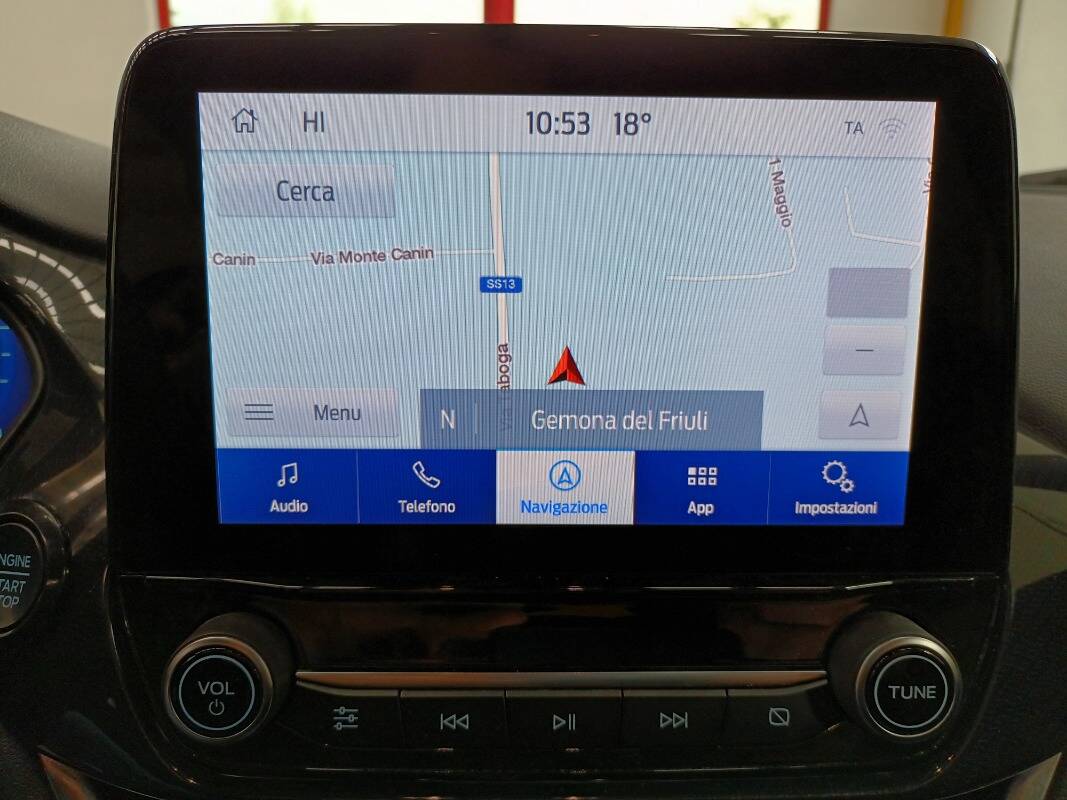 HI
10:53 18°
TA
Cerca
1 Maggio
Canin
Via Monte Canin
SS13
Menu
N
Gemona del Friuli
Audio
Telefono
Navigazione
App
Impostazioni
VOL
TUNE